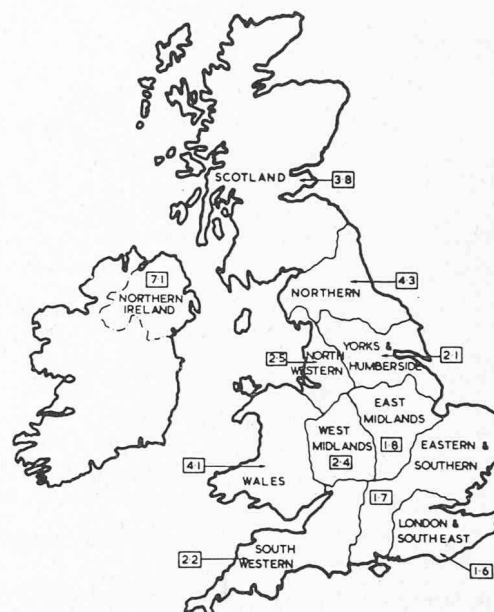 SCOTLAND
3·8
7·1
NORTHERN
IRELAND
NORTHERN
4·3
2·5
NORTH
WESTERN
YORKS &
HUMBERSIDE
2·1
EAST
MIDLANDS
1·8
WEST
MIDLANDS
2·4
EASTERN &
SOUTHERN
4·1
WALES
1·7
LONDON &
SOUTH EAST
2·2
SOUTH
WESTERN
1·6